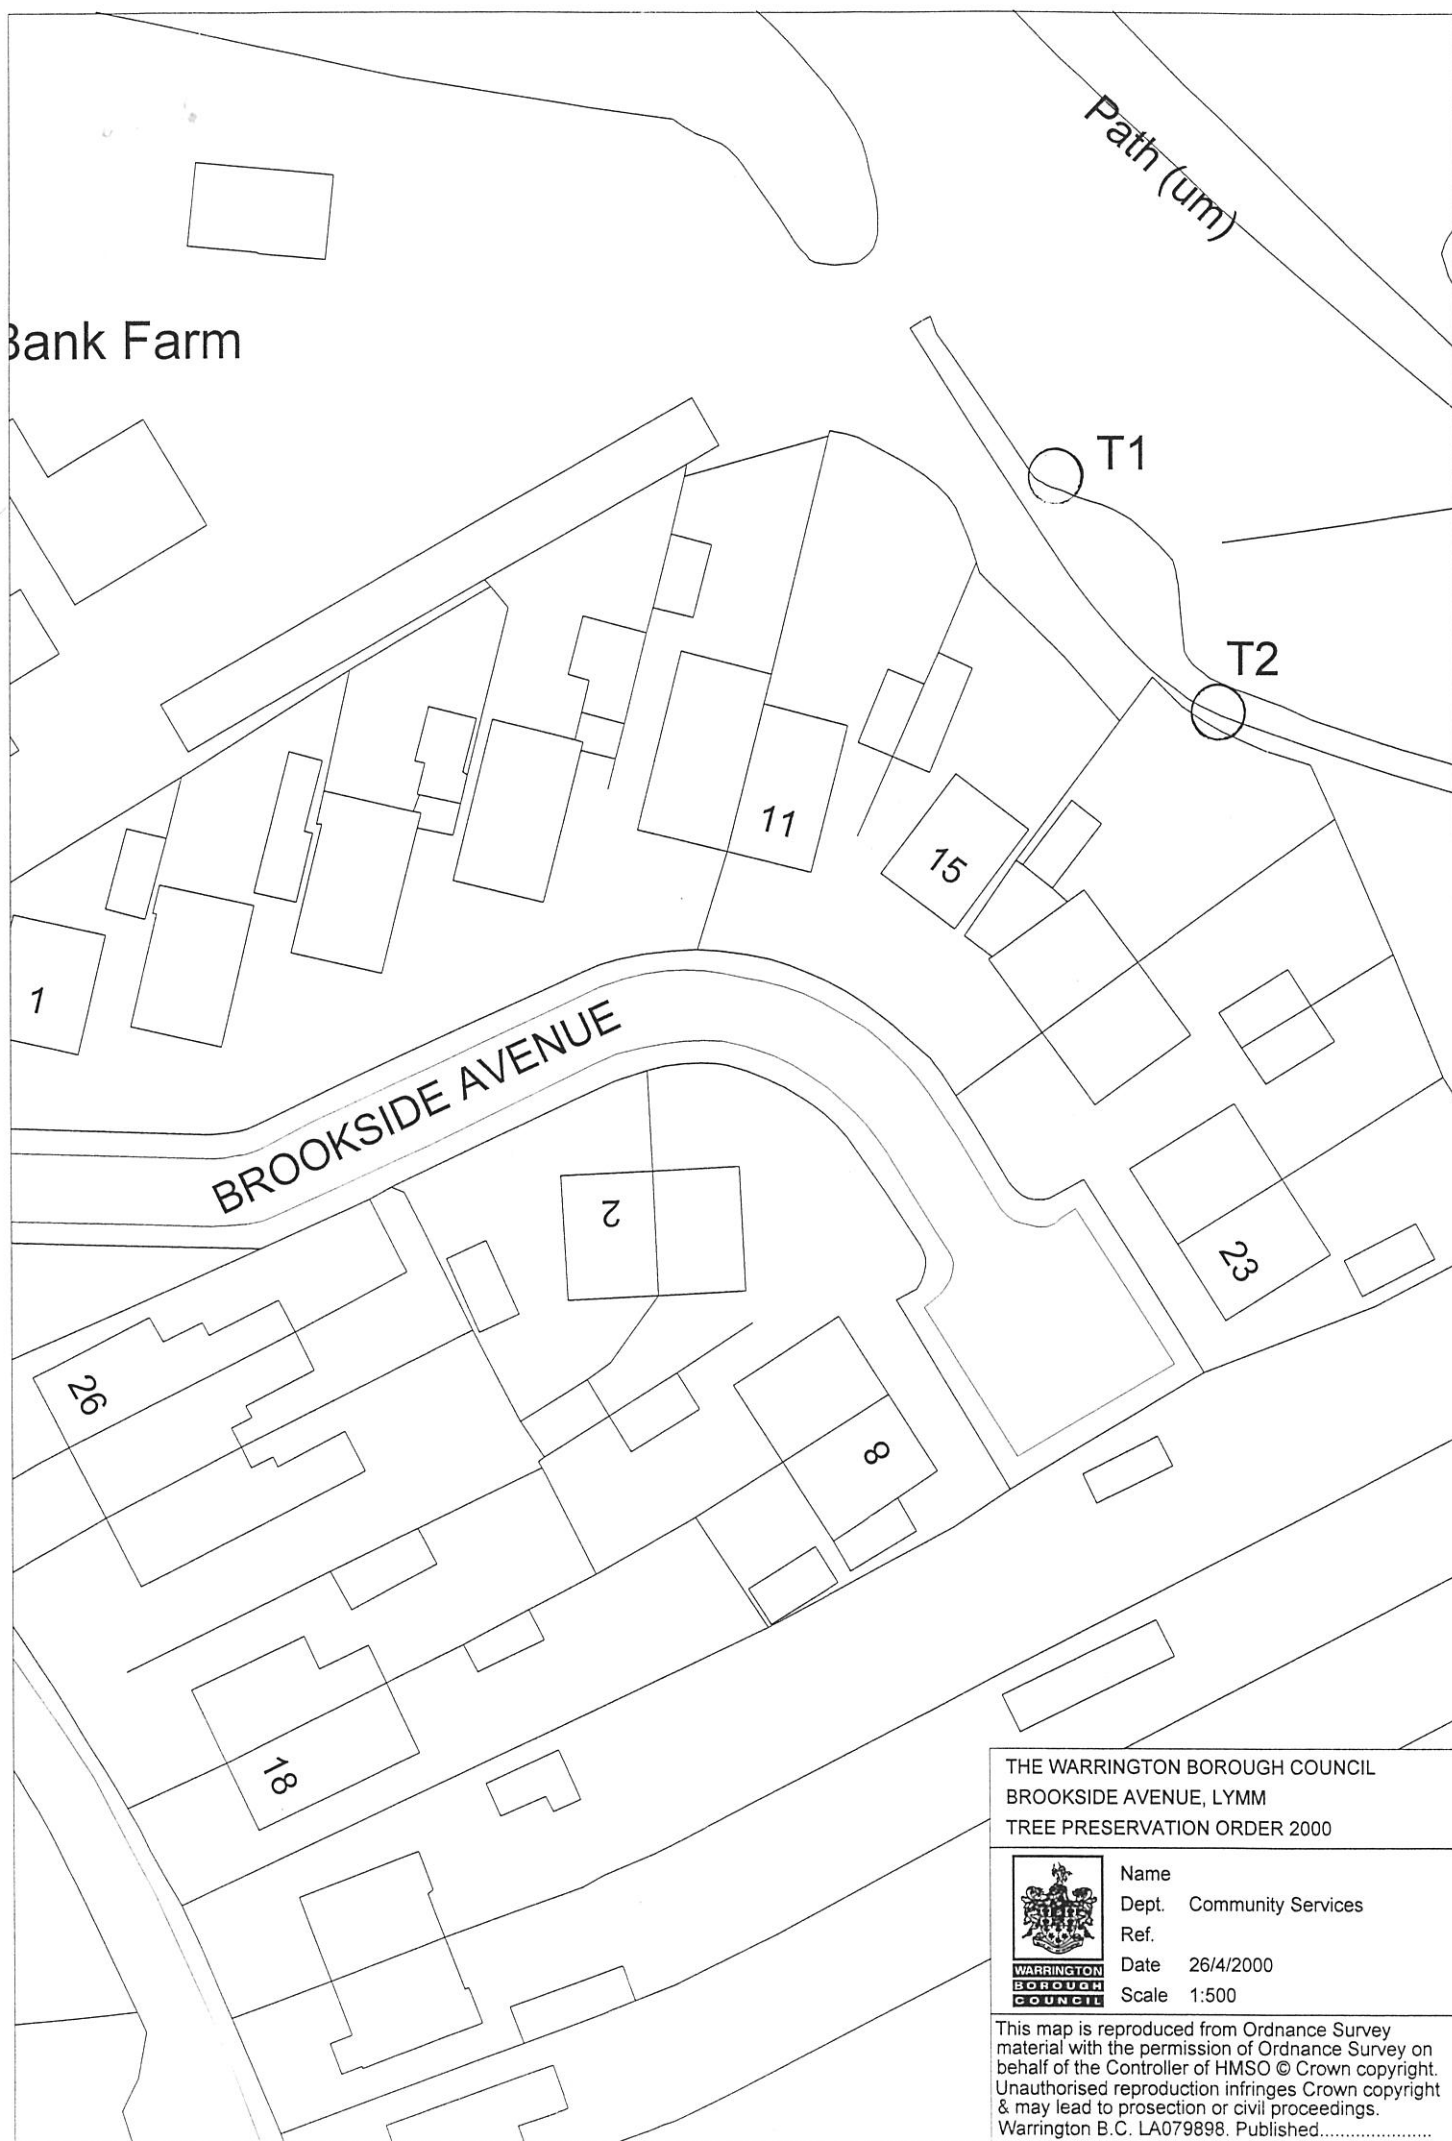 Path (um)
Bank Farm
T1
T2
11
15
1
BROOKSIDE AVENUE
2
23
26
8
18
THE WARRINGTON BOROUGH COUNCIL
BROOKSIDE AVENUE, LYMM
TREE PRESERVATION ORDER 2000
Name
Dept. Community Services
Ref.
Date 26/4/2000
Scale 1:500
WARRINGTON
BOROUGH
COUNCIL
This map is reproduced from Ordnance Survey
material with the permission of Ordnance Survey on
behalf of the Controller of HMSO © Crown copyright.
Unauthorised reproduction infringes Crown copyright
& may lead to prosection or civil proceedings.
Warrington B.C. LA079898. Published......................